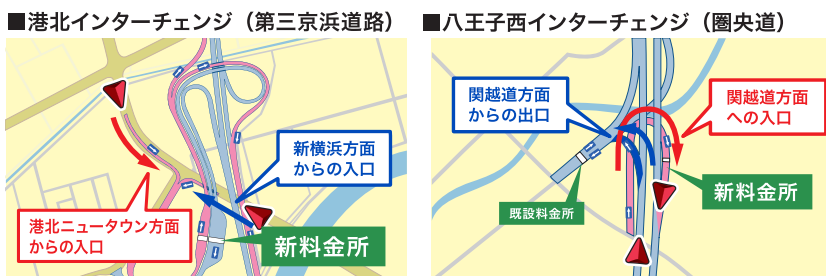 ■港北インターチェンジ（第三京浜道路）
新横浜方面
からの入口
港北ニュータウン方面
からの入口
新料金所
■八王子西インターチェンジ（圏央道）
関越道方面
からの出口
関越道方面
への入口
新料金所
既設料金所